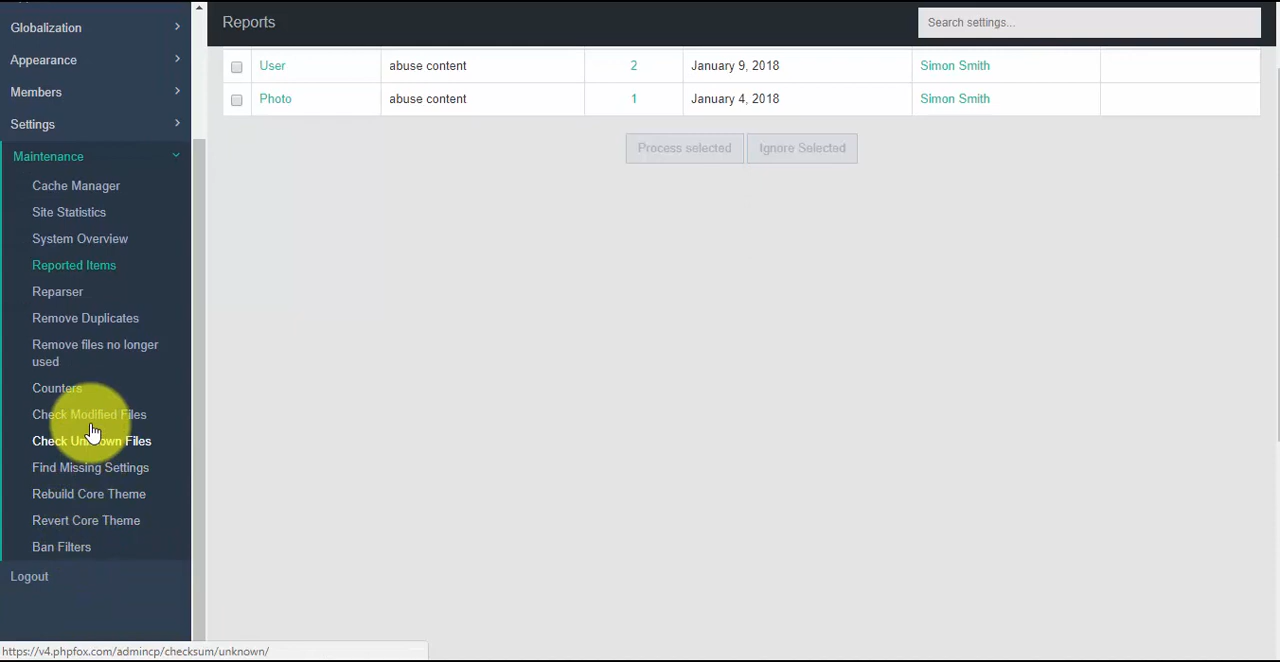 Globalization
Appearance
Members
Settings
Maintenance
Cache Manager
Site Statistics
System Overview
Reported Items
Reparser
Remove Duplicates
Remove files no longer
used
Counters
Check Modified Files
Check Unknown Files
Find Missing Settings
Rebuild Core Theme
Revert Core Theme
Ban Filters
Logout
Reports Search settings...
User abuse content 2 January 9, 2018 Simon Smith
Photo abuse content 1 January 4, 2018 Simon Smith
Process selected Ignore Selected
https://v4.phpfox.com/admincp/checksum/unknown/